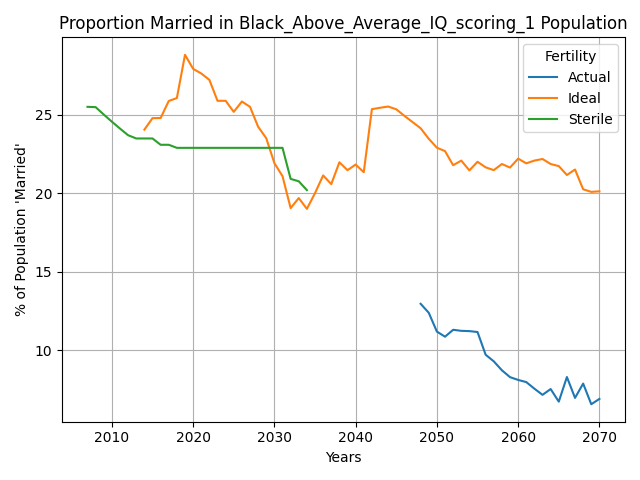 Proportion Married in Black_Above_Average_IQ_scoring_1 Population
% of Population 'Married'
25
20
15
10
Fertility
Actual
Ideal
Sterile
2010
2020
2030
2040
2050
2060
2070
Years